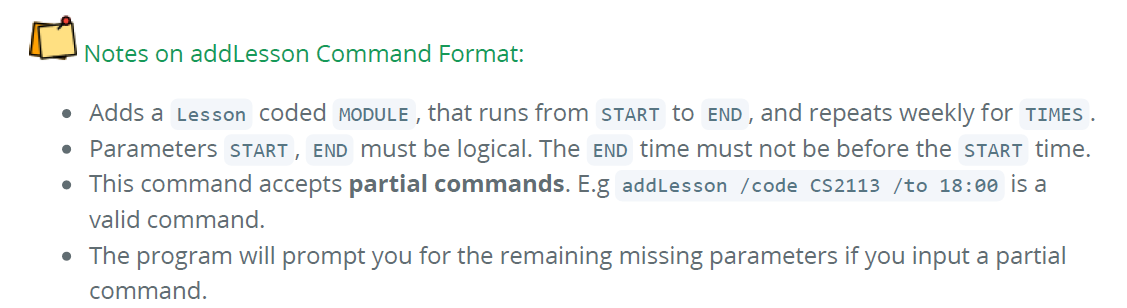 Notes on addLesson Command Format:
• Adds a Lesson coded MODULE, that runs from START to END, and repeats weekly for TIMES.
• Parameters START, END must be logical. The END time must not be before the START time.
• This command accepts partial commands. E.g addLesson /code CS2113 /to 18:00 is a
valid command.
• The program will prompt you for the remaining missing parameters if you input a partial
command.